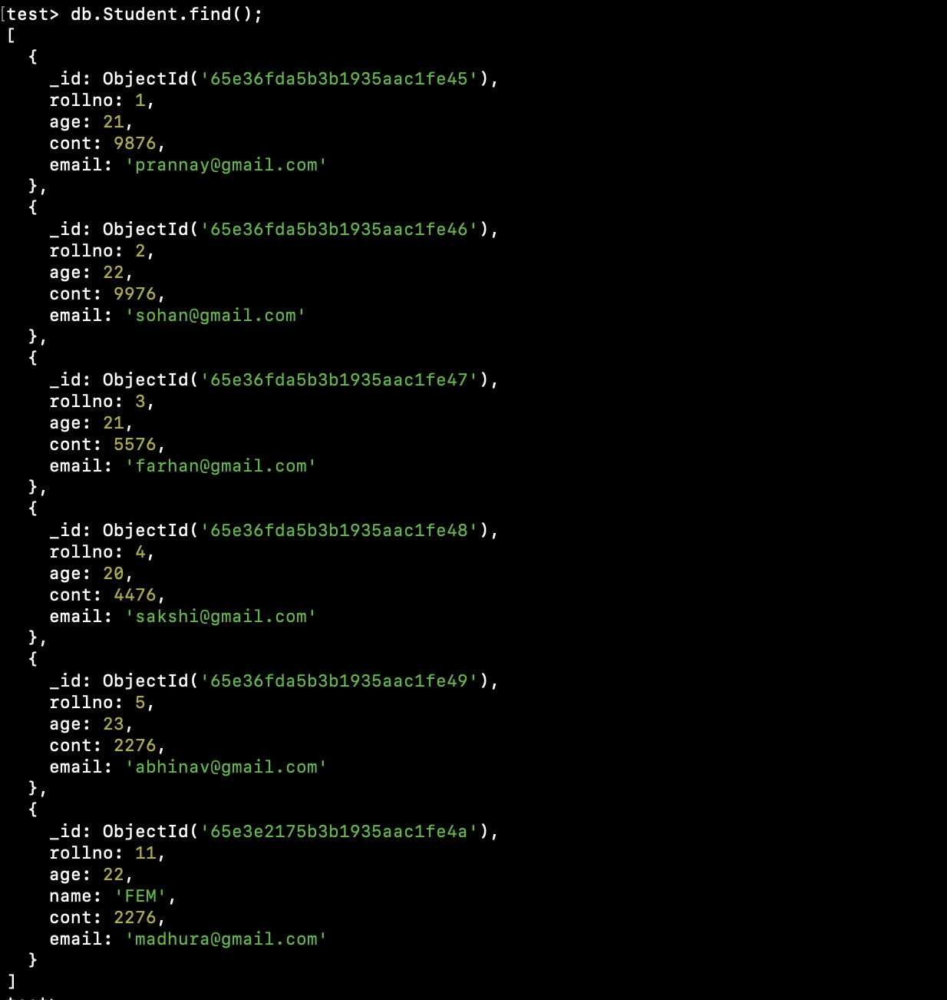 [test> db.Student.find();
[
  {
    _id: ObjectId('65e36fda5b3b1935aac1fe45'),
    rollno: 1,
    age: 21,
    cont: 9876,
    email: 'prannay@gmail.com'
  },
  {
    _id: ObjectId('65e36fda5b3b1935aac1fe46'),
    rollno: 2,
    age: 22,
    cont: 9976,
    email: 'sohan@gmail.com'
  },
  {
    _id: ObjectId('65e36fda5b3b1935aac1fe47'),
    rollno: 3,
    age: 21,
    cont: 5576,
    email: 'farhan@gmail.com'
  },
  {
    _id: ObjectId('65e36fda5b3b1935aac1fe48'),
    rollno: 4,
    age: 20,
    cont: 4476,
    email: 'sakshi@gmail.com'
  },
  {
    _id: ObjectId('65e36fda5b3b1935aac1fe49'),
    rollno: 5,
    age: 23,
    cont: 2276,
    email: 'abhinav@gmail.com'
  },
  {
    _id: ObjectId('65e3e2175b3b1935aac1fe4a'),
    rollno: 11,
    age: 22,
    name: 'FEM',
    cont: 2276,
    email: 'madhura@gmail.com'
  }
]
test>